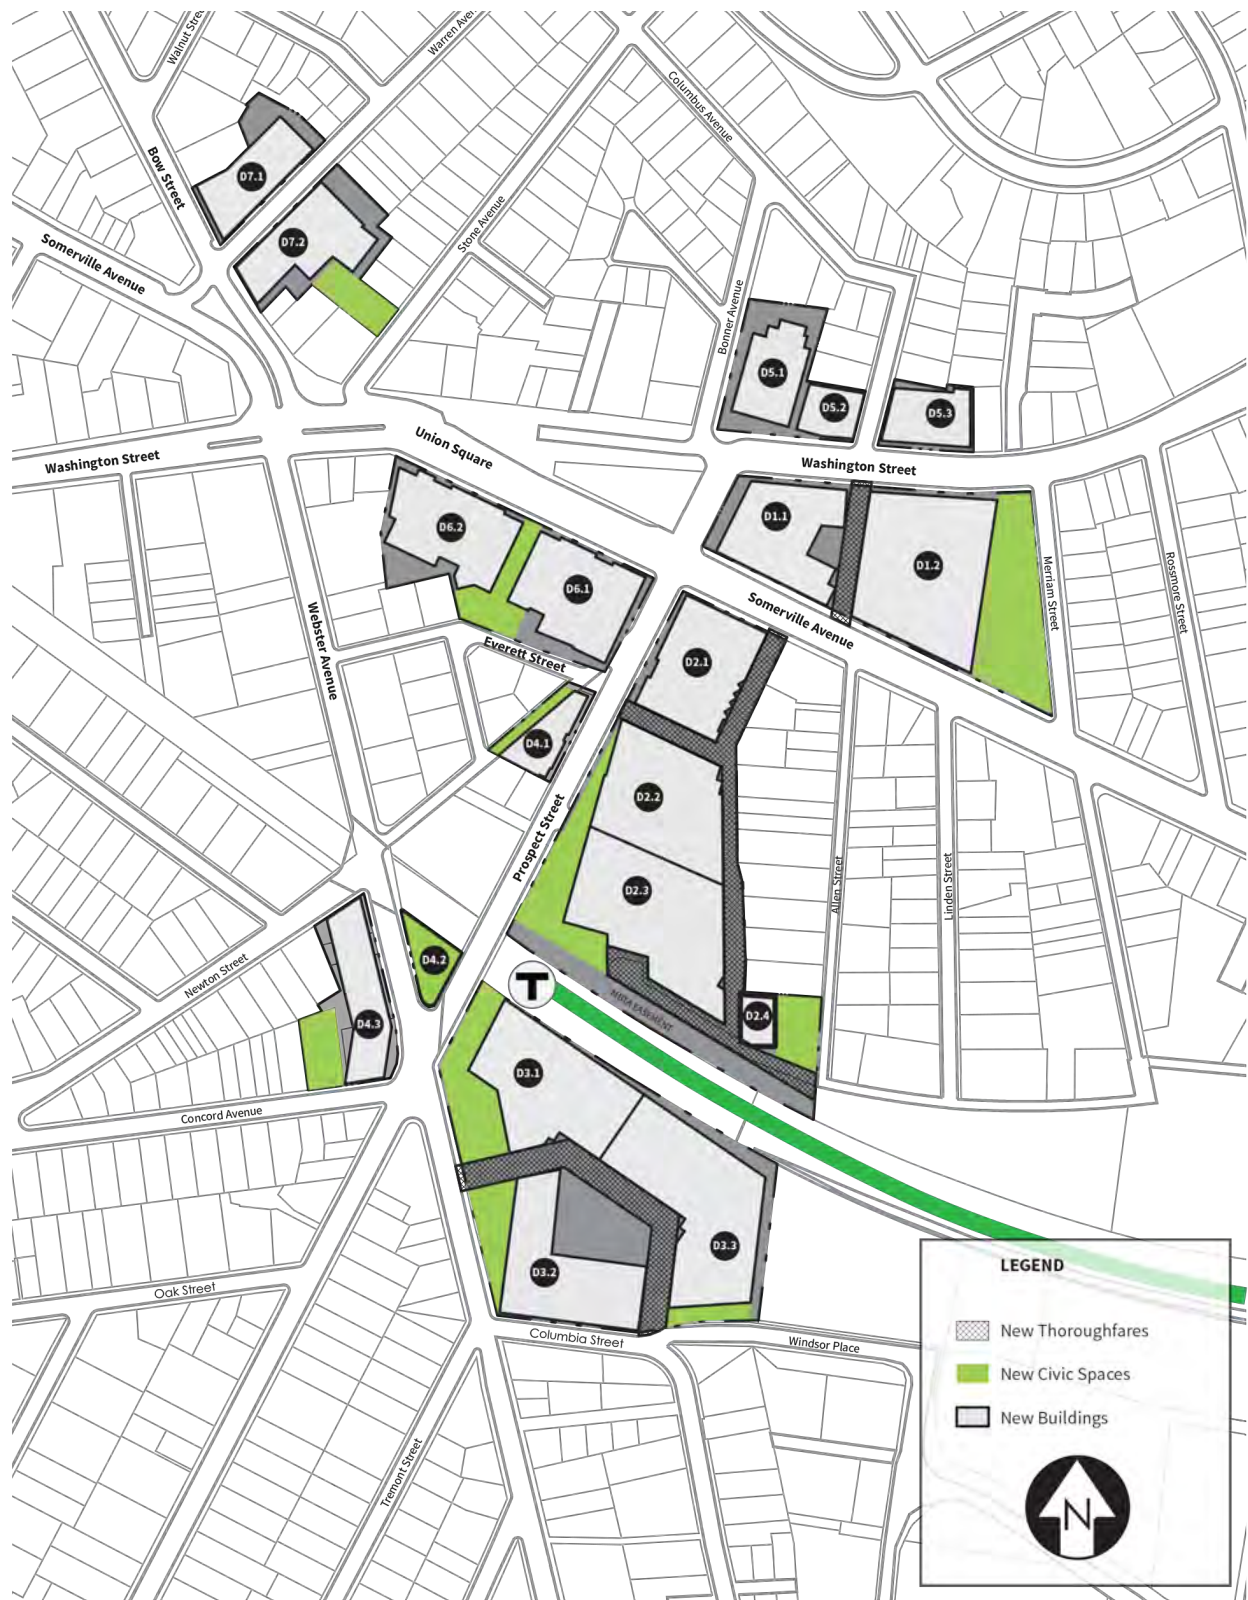 Walnut Street
Warren Avenue
Columbus Avenue
Bow Street
D7.1
Stone Avenue
D7.2
Somerville Avenue
Bonner Avenue
D5.1
D5.2
D5.3
Union Square
Washington Street
Washington Street
D6.2
D1.1
D1.2
D6.1
Merriam Street
Rossmore Street
Somerville Avenue
Webster Avenue
Everett Street
D2.1
D4.1
D2.2
Prospect Street
D2.3
Allen Street
Linden Street
D4.2
Newton Street
T
MBTA EASEMENT
D2.4
D4.3
D3.1
Concord Avenue
D3.3
D3.2
LEGEND
Oak Street
New Thoroughfares
Columbia Street
Windsor Place
New Civic Spaces
New Buildings
Tremont Street
N